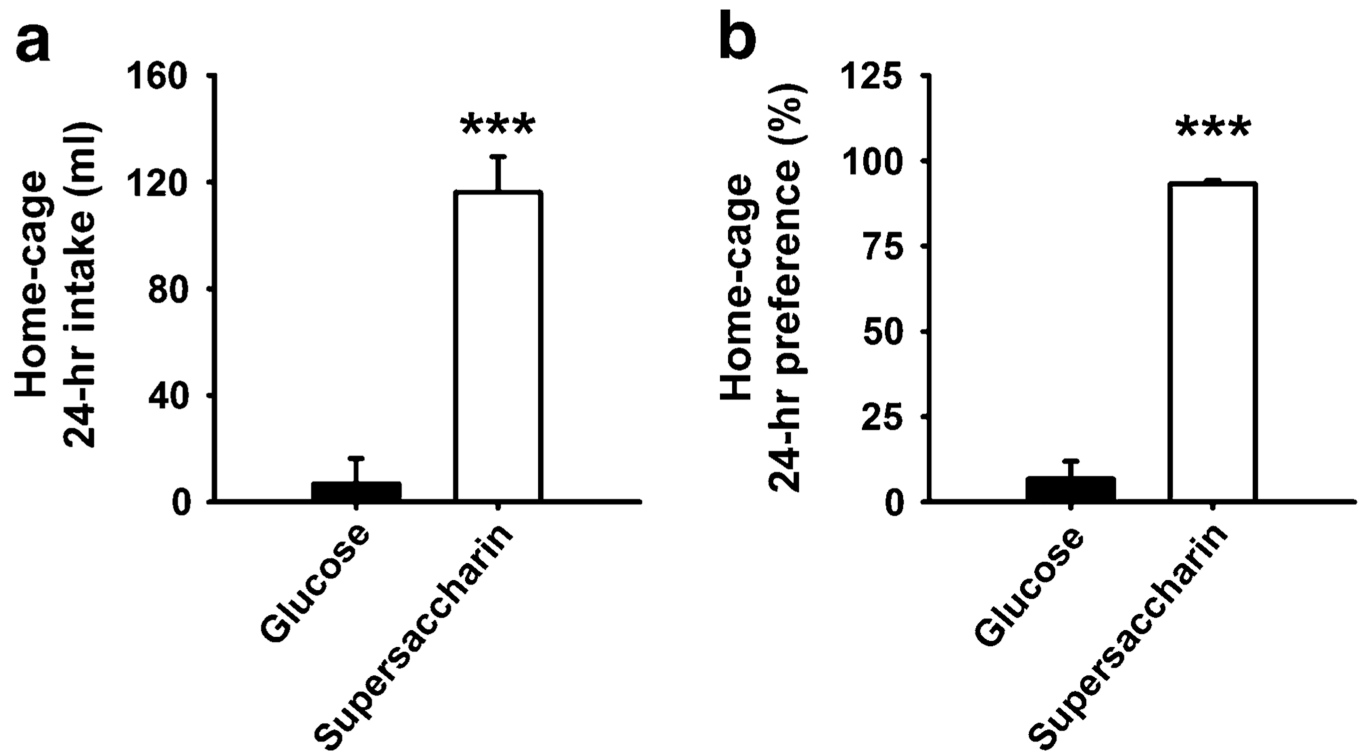 a
Home-cage
24-hr intake (ml)
160
120
80
40
0
***
Glucose
Supersaccharin
b
Home-cage
24-hr preference (%)
125
100
75
50
25
0
***
Glucose
Supersaccharin